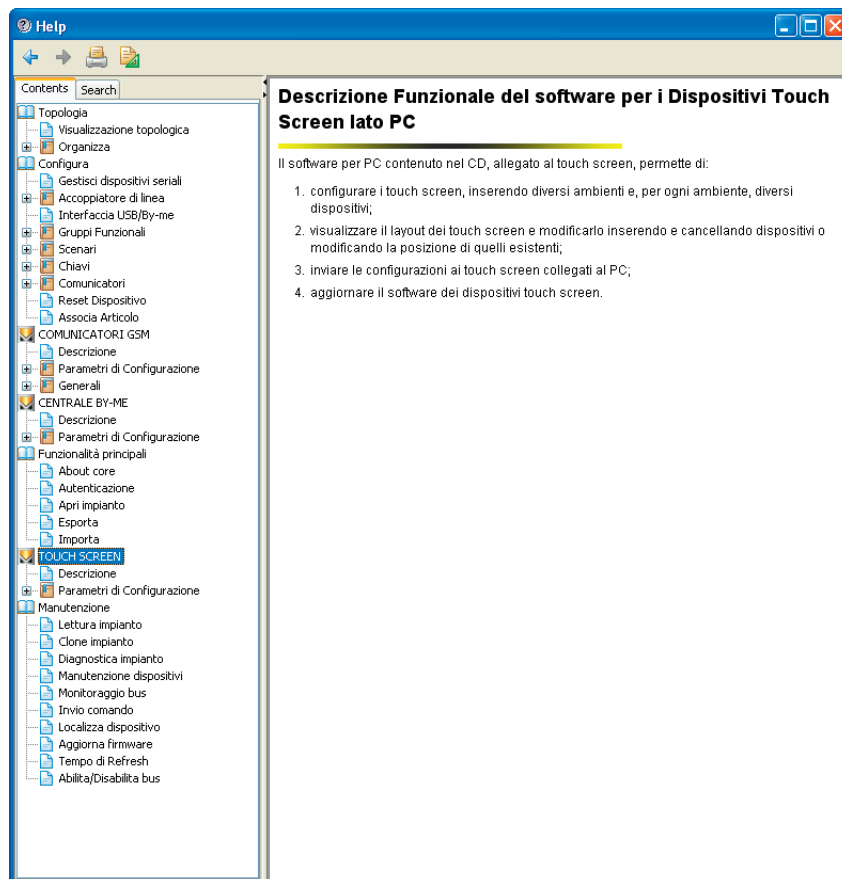 Help
Contents Search
Topologia
Visualizzazione topologica
Organizza
Configura
Gestisci dispositivi seriali
Accoppiatore di linea
Interfaccia USB/By-me
Gruppi Funzionali
Scenari
Chiavi
Comunicatori
Reset Dispositivo
Associa Articolo
COMUNICATORI GSM
Descrizione
Parametri di Configurazione
Generali
CENTRALE BY-ME
Descrizione
Parametri di Configurazione
Funzionalità principali
About core
Autenticazione
Apri impianto
Esporta
Importa
TOUCH SCREEN
Descrizione
Parametri di Configurazione
Manutenzione
Lettura impianto
Clone impianto
Diagnostica impianto
Manutenzione dispositivi
Monitoraggio bus
Invio comando
Localizza dispositivo
Aggiorna firmware
Tempo di Refresh
Abilita/Disabilita bus
Descrizione Funzionale del software per i Dispositivi Touch
Screen lato PC
Il software per PC contenuto nel CD, allegato al touch screen, permette di:
1. configurare i touch screen, inserendo diversi ambienti e, per ogni ambiente, diversi
dispositivi;
2. visualizzare il layout dei touch screen e modificarlo inserendo e cancellando dispositivi o
modificando la posizione di quelli esistenti;
3. inviare le configurazioni ai touch screen collegati al PC;
4. aggiornare il software dei dispositivi touch screen.